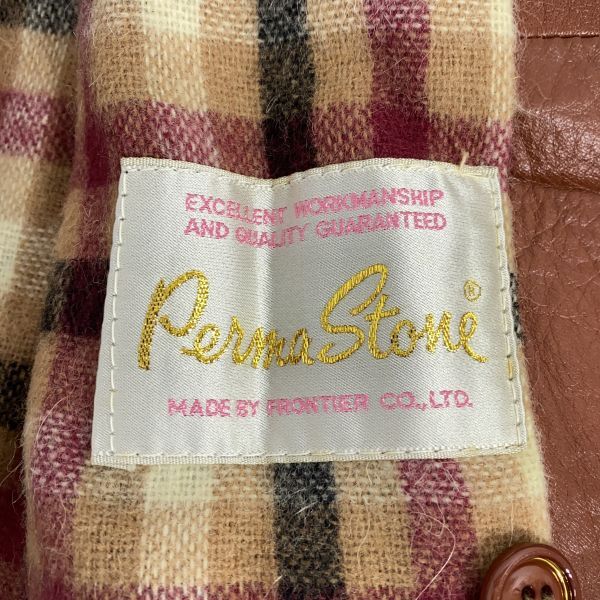 EXCELLENT WORKMANSHIP
AND QUALITY GUARANTEED
PermaStone®
MADE BY FRONTIER CO., LTD.